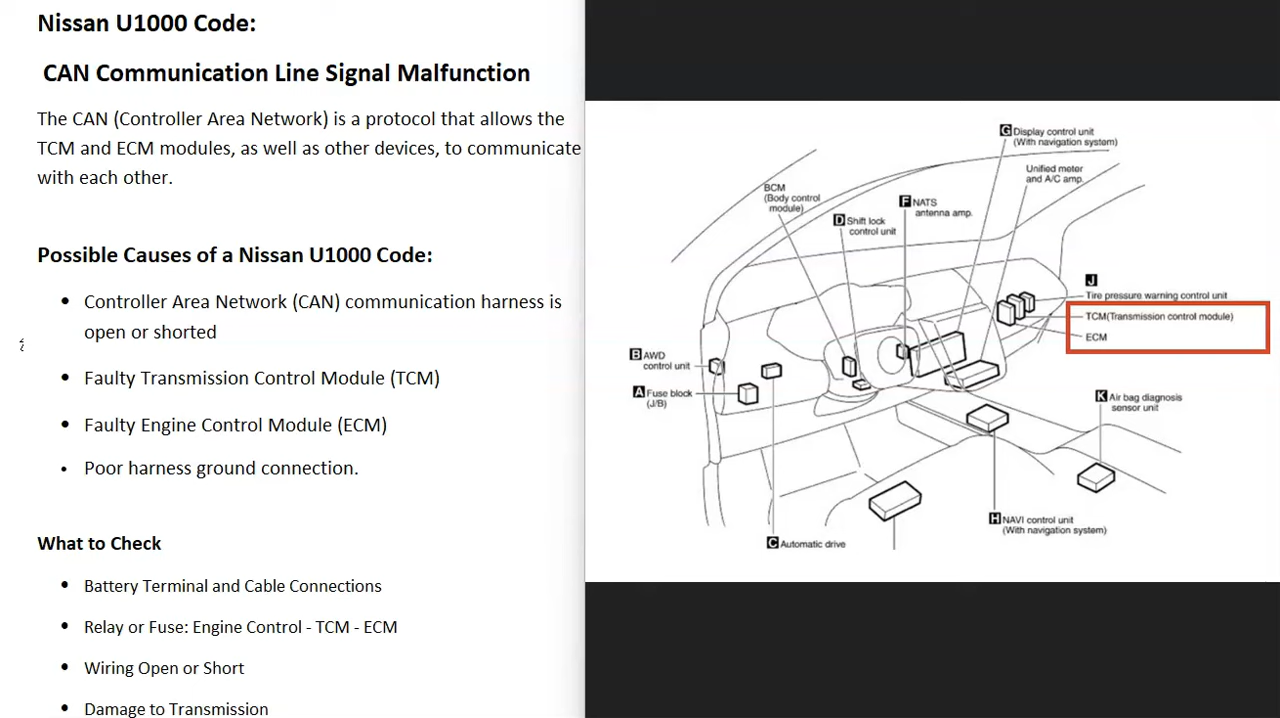 Nissan U1000 Code:
CAN Communication Line Signal Malfunction
The CAN (Controller Area Network) is a protocol that allows the
TCM and ECM modules, as well as other devices, to communicate
with each other.
Possible Causes of a Nissan U1000 Code:
• Controller Area Network (CAN) communication harness is
open or shorted
• Faulty Transmission Control Module (TCM)
• Faulty Engine Control Module (ECM)
• Poor harness ground connection.
What to Check
• Battery Terminal and Cable Connections
• Relay or Fuse: Engine Control - TCM - ECM
• Wiring Open or Short
• Damage to Transmission
G Display control unit
(With navigation system)
Unified meter
and A/C amp.
BCM
(Body control
module)
F NATS
antenna amp.
D Shift lock
control unit
J
Tire pressure warning control unit
TCM(Transmission control module)
ECM
B AWD
control unit
A Fuse block
(J/B)
K Air bag diagnosis
sensor unit
H NAVI control unit
(With navigation system)
C Automatic drive